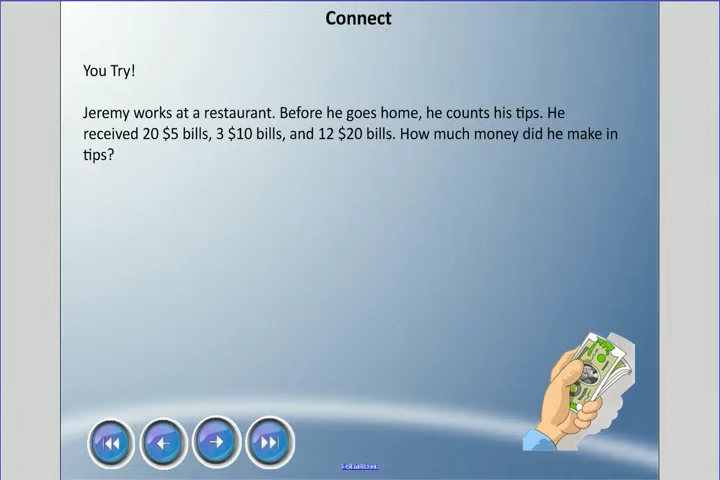 Connect
You Try!
Jeremy works at a restaurant. Before he goes home, he counts his tips. He
received 20 $5 bills, 3 $10 bills, and 12 $20 bills. How much money did he make in
tips?